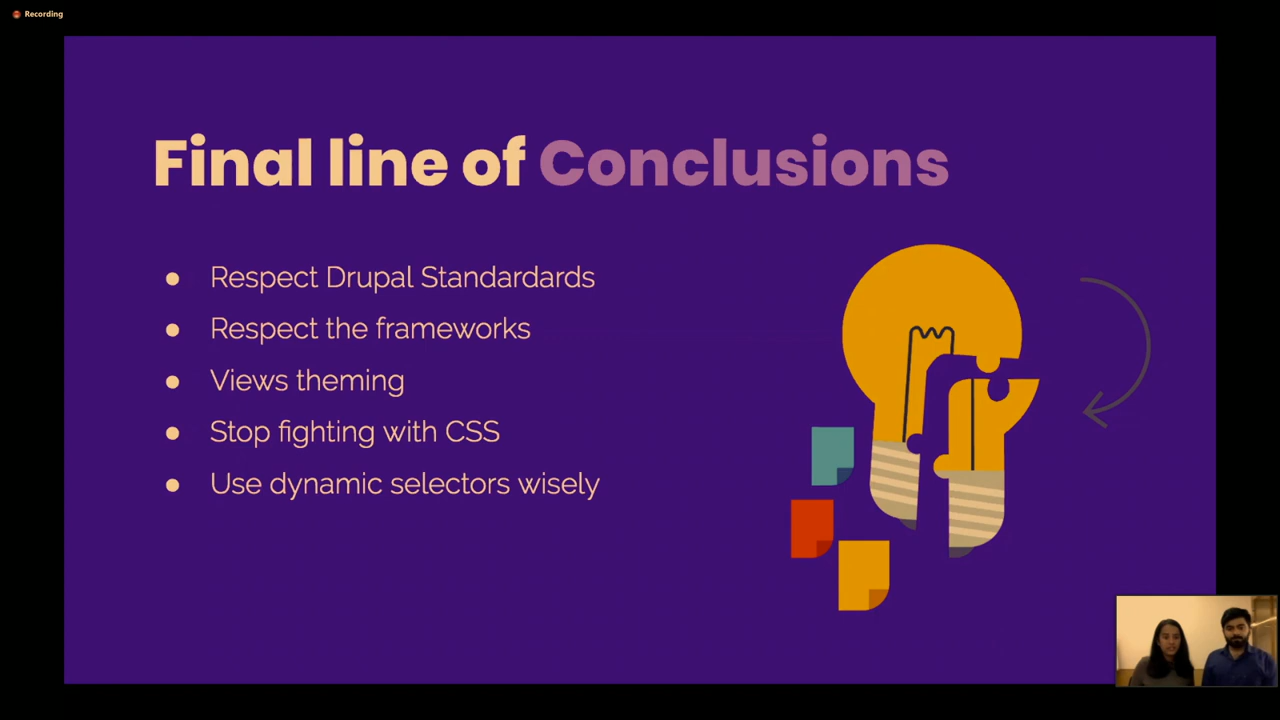 Recording
Final line of Conclusions
● Respect Drupal Standardards
● Respect the frameworks
● Views theming
● Stop fighting with CSS
● Use dynamic selectors wisely